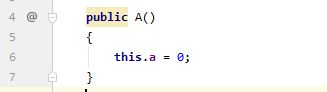 4 @ public A()
5 {
6 this.a = 0;
7 }